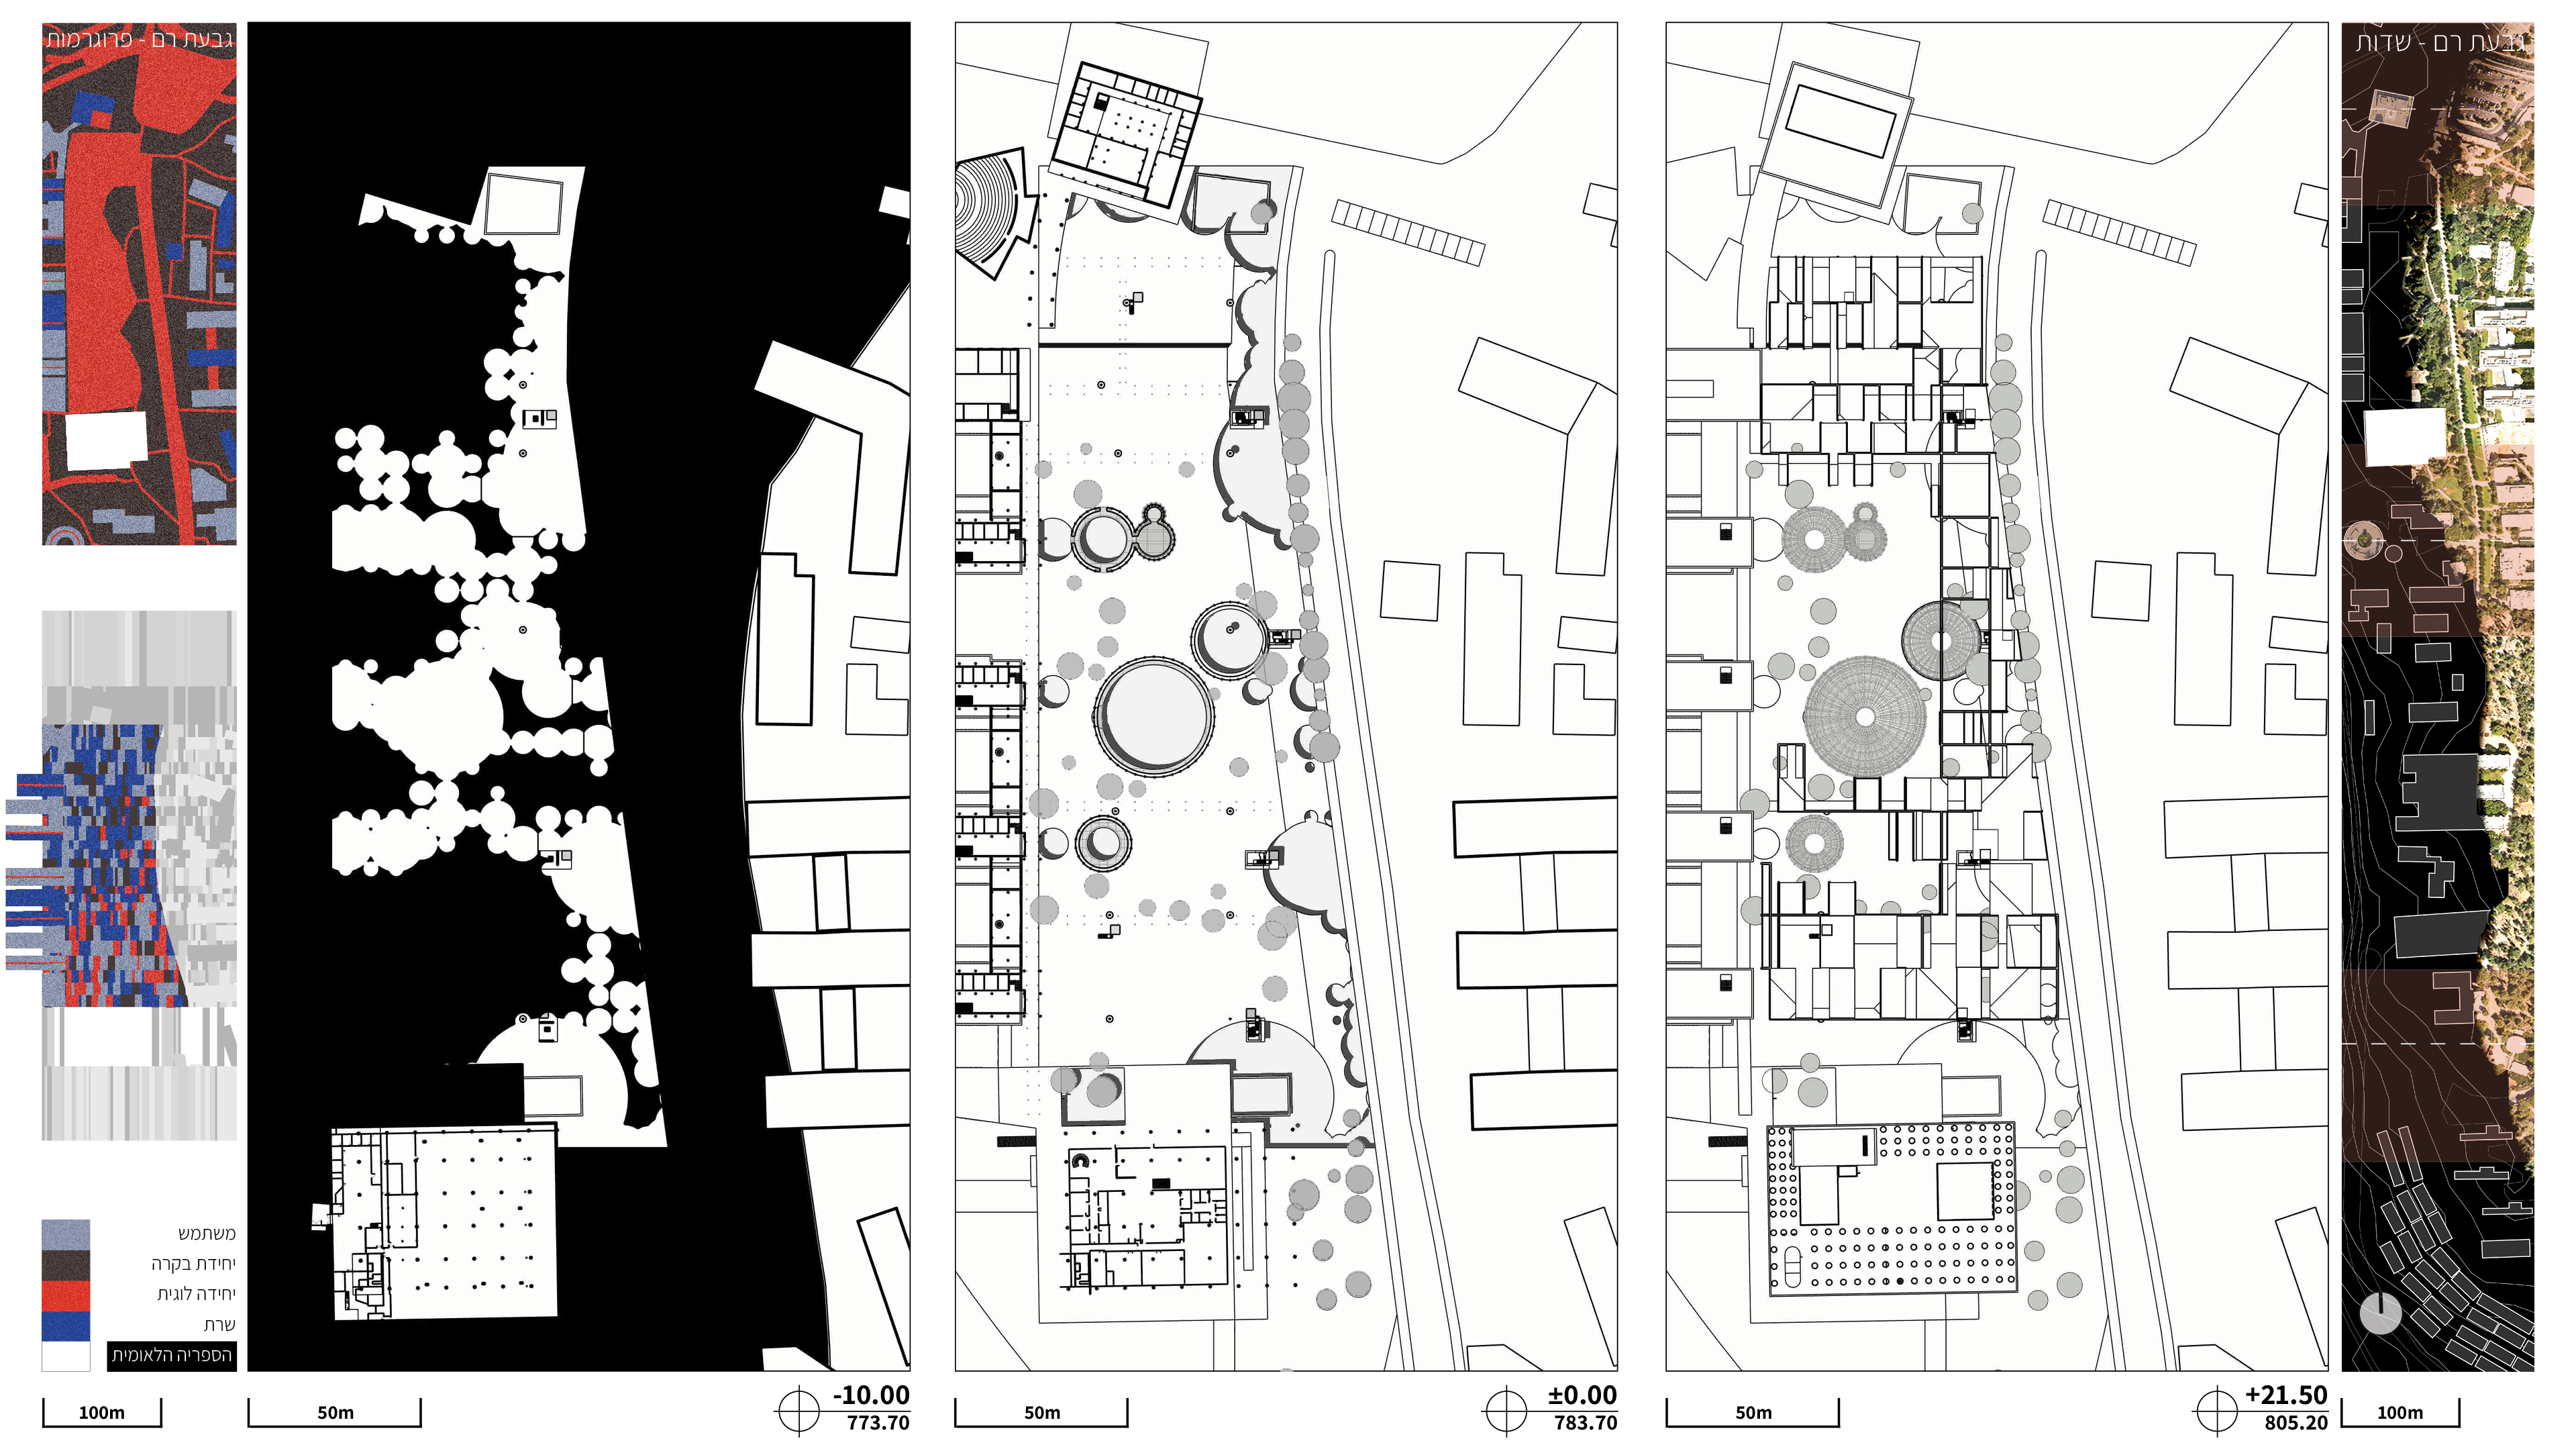 גבעת רם - פרוגרמות
גבעת רם - שדות
משתמש
יחידת בקרה
יחידה לוגית
שרת
הספריה הלאומית
100m
50m
-10.00
773.70
50m
±0.00
783.70
50m
+21.50
805.20
100m